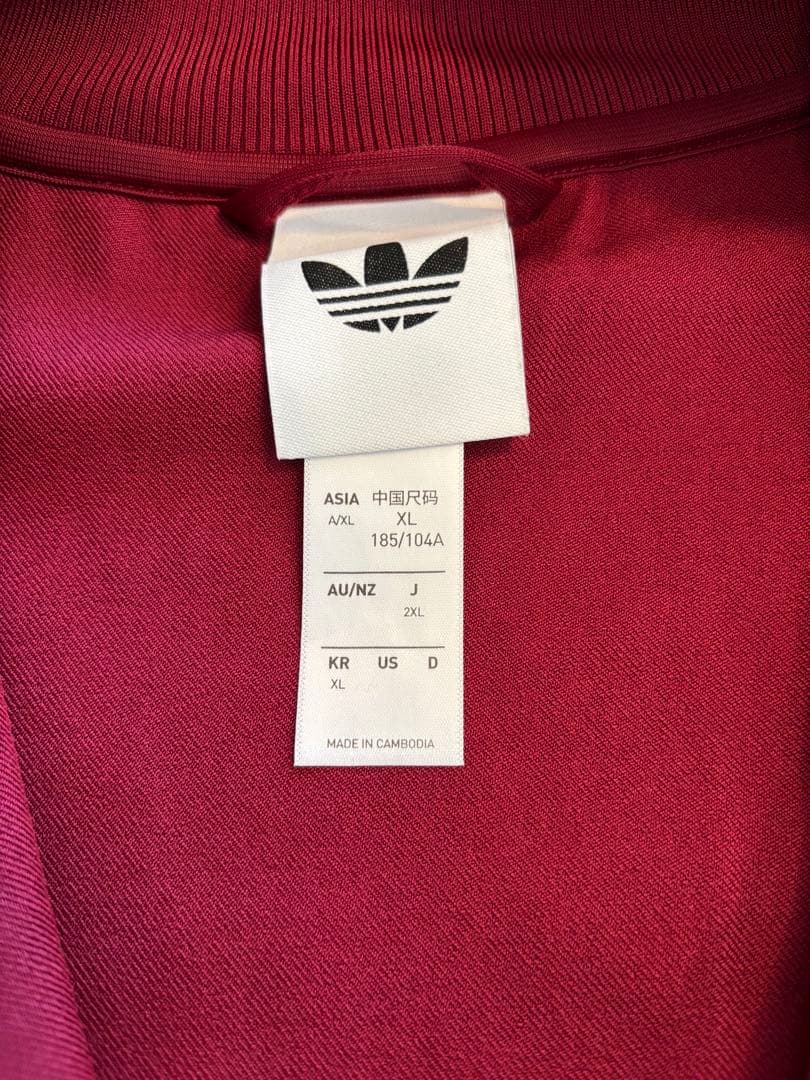 ASIA 中国尺码
A/XL XL
185/104A
AU/NZ J
2XL
KR US D
XL
MADE IN CAMBODIA